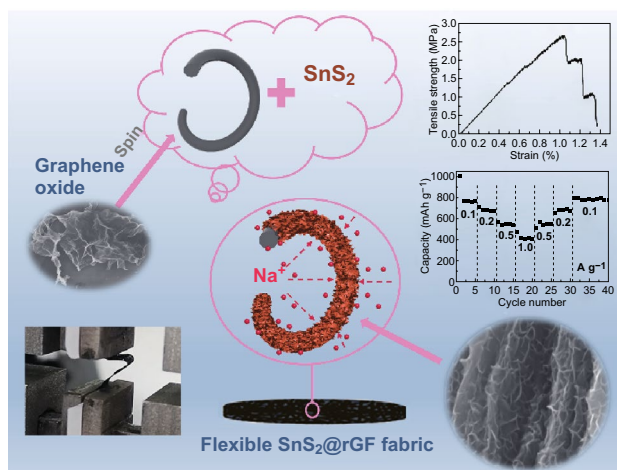 SnS₂
Spin
Graphene
oxide
Na⁺
Flexible SnS₂@rGF fabric
Tensile strength (MPa)
3.0
2.5
2.0
1.5
1.0
0.5
0.0
0.0 0.2 0.4 0.6 0.8 1.0 1.2 1.4
Strain (%)
Capacity (mAh g⁻¹)
1000
800
600
400
200
0.1 0.2 0.5 1.0 0.5 0.2 0.1
A g⁻¹
0 5 10 15 20 25 30 35 40
Cycle number